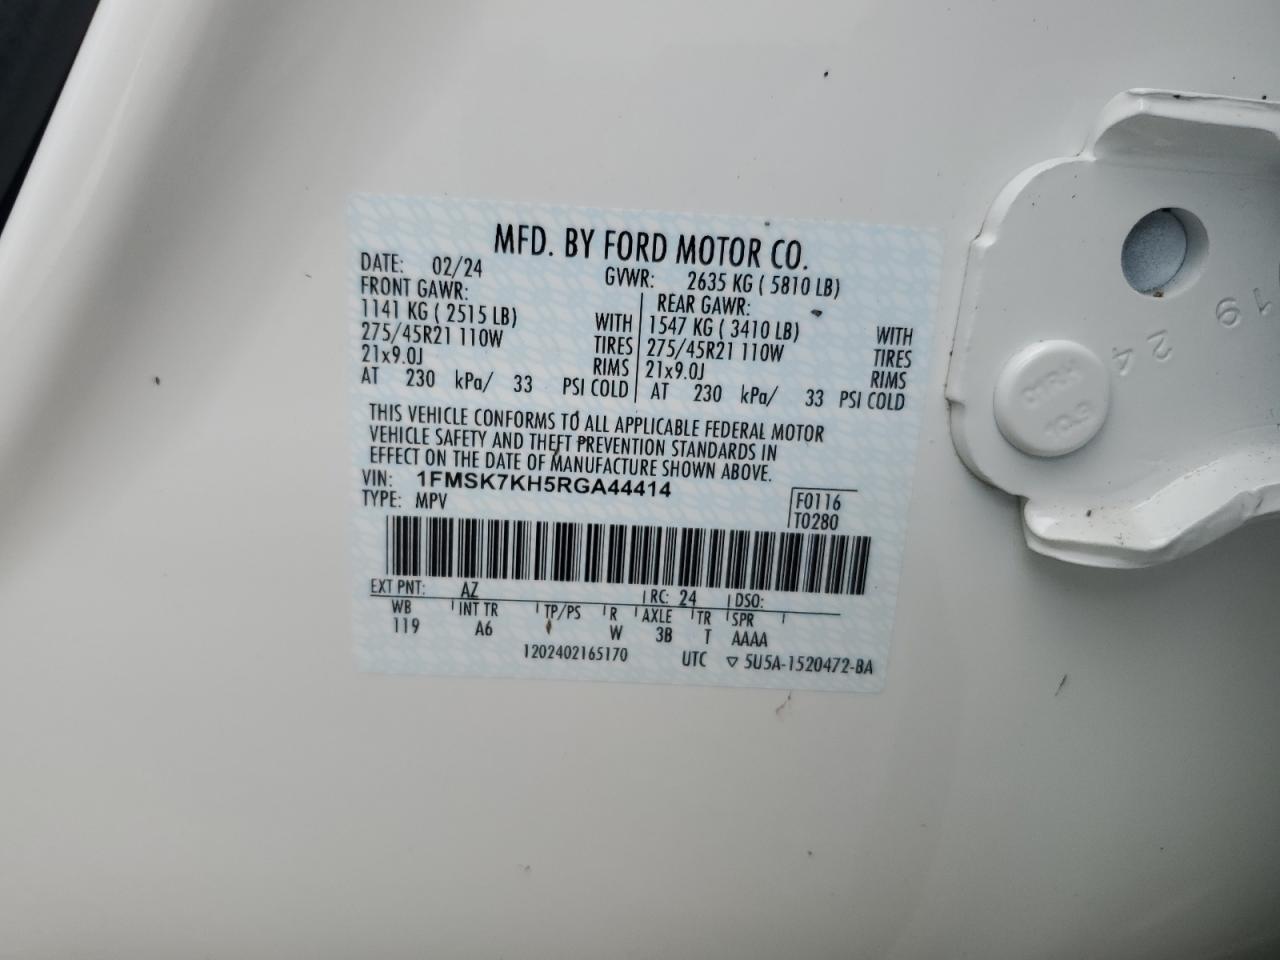 MFD. BY FORD MOTOR CO.
DATE: 02/24 GVWR: 2635 KG ( 5810 LB)
FRONT GAWR: REAR GAWR:
1141 KG ( 2515 LB) WITH 1547 KG ( 3410 LB) WITH
275/45R21 110W TIRES 275/45R21 110W TIRES
21x9.0J RIMS 21x9.0J RIMS
AT 230 kPa/ 33 PSI COLD AT 230 kPa/ 33 PSI COLD
THIS VEHICLE CONFORMS TO ALL APPLICABLE FEDERAL MOTOR
VEHICLE SAFETY AND THEFT PREVENTION STANDARDS IN
EFFECT ON THE DATE OF MANUFACTURE SHOWN ABOVE.
VIN: 1FMSK7KH5RGA44414
TYPE: MPV
F0116
T0280
EXT PNT: AZ RC: 24 DSO:
WB INT TR TP/PS R AXLE TR SPR
119 A6 W 3B T AAAA
1202402165170 UTC ▽ 5U5A-1520472-BA
19
24
10.9